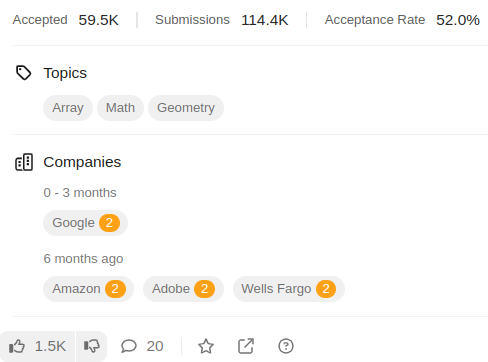 Accepted 59.5K Submissions 114.4K Acceptance Rate 52.0%
Topics
Array Math Geometry
Companies
0 - 3 months
Google 2
6 months ago
Amazon 2 Adobe 2 Wells Fargo 2
1.5K 20